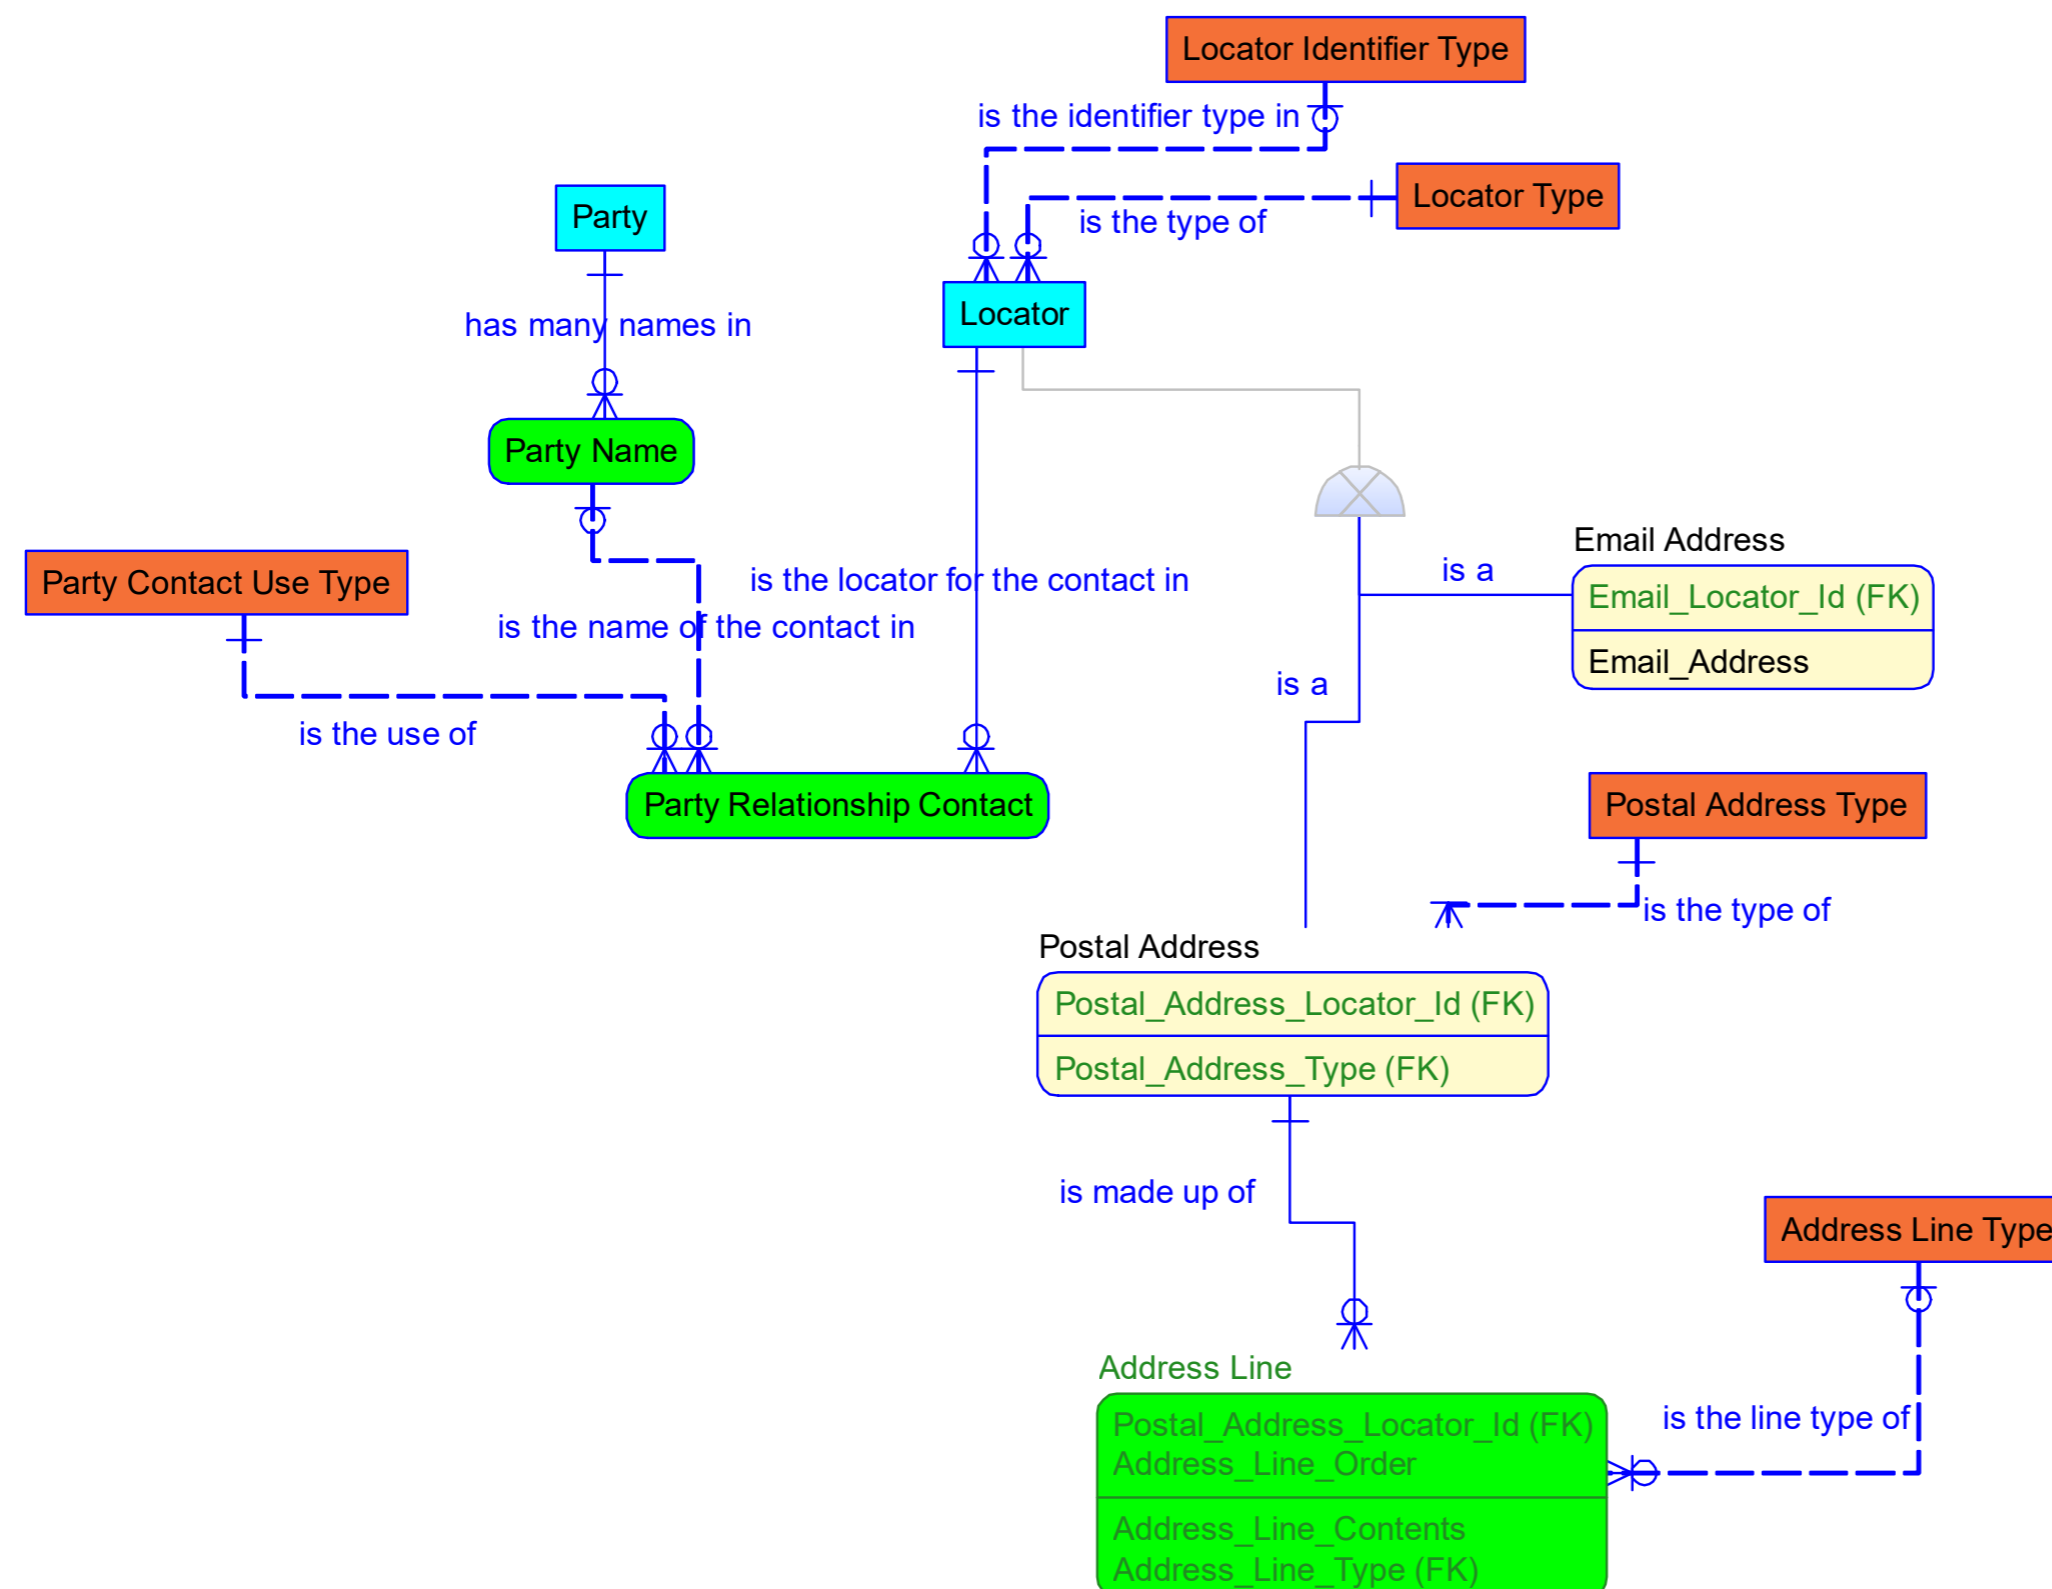 Locator Identifier Type
is the identifier type in
Locator Type
is the type of
Party
Locator
has many names in
Party Name
Email Address
Party Contact Use Type
is the locator for the contact in
is a
Email_Locator_Id (FK)
is the name of the contact in
Email_Address
is a
is the use of
Party Relationship Contact
Postal Address Type
is the type of
Postal Address
Postal_Address_Locator_Id (FK)
Postal_Address_Type (FK)
is made up of
Address Line Type
Address Line
is the line type of
Postal_Address_Locator_Id (FK)
Address_Line_Order
Address_Line_Contents
Address_Line_Type (FK)